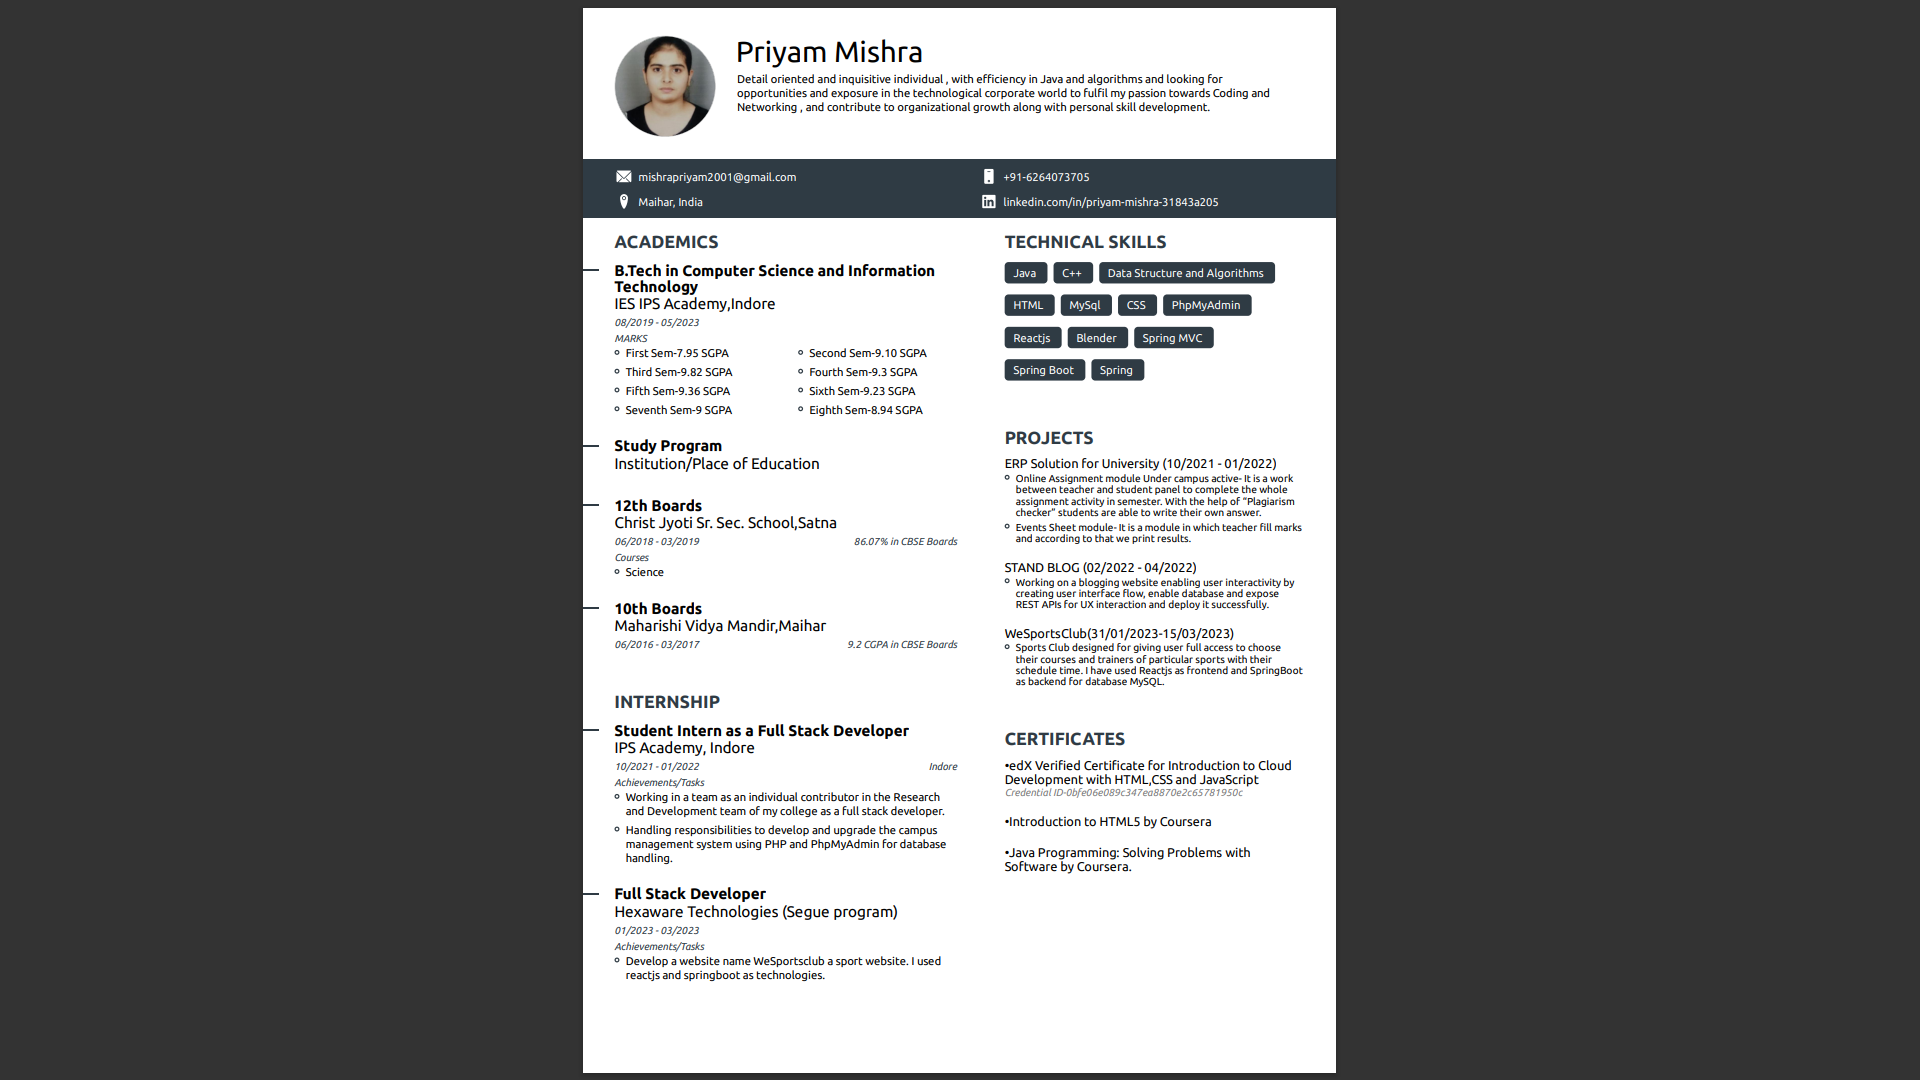 Priyam Mishra
Detail oriented and inquisitive individual , with efficiency in Java and algorithms and looking for
opportunities and exposure in the technological corporate world to fulfil my passion towards Coding and
Networking , and contribute to organizational growth along with personal skill development.
mishrapriyam2001@gmail.com
+91-6264073705
Maihar, India
linkedin.com/in/priyam-mishra-31843a205
ACADEMICS
B.Tech in Computer Science and Information
Technology
IES IPS Academy,Indore
08/2019 - 05/2023
MARKS
First Sem-7.95 SGPA
Second Sem-9.10 SGPA
Third Sem-9.82 SGPA
Fourth Sem-9.3 SGPA
Fifth Sem-9.36 SGPA
Sixth Sem-9.23 SGPA
Seventh Sem-9 SGPA
Eighth Sem-8.94 SGPA
Study Program
Institution/Place of Education
12th Boards
Christ Jyoti Sr. Sec. School,Satna
06/2018 - 03/2019 86.07% in CBSE Boards
Courses
Science
10th Boards
Maharishi Vidya Mandir,Maihar
06/2016 - 03/2017 9.2 CGPA in CBSE Boards
INTERNSHIP
Student Intern as a Full Stack Developer
IPS Academy, Indore
10/2021 - 01/2022 Indore
Achievements/Tasks
Working in a team as an individual contributor in the Research
and Development team of my college as a full stack developer.
Handling responsibilities to develop and upgrade the campus
management system using PHP and PhpMyAdmin for database
handling.
Full Stack Developer
Hexaware Technologies (Segue program)
01/2023 - 03/2023
Achievements/Tasks
Develop a website name WeSportsclub a sport website. I used
reactjs and springboot as technologies.
TECHNICAL SKILLS
Java C++ Data Structure and Algorithms
HTML MySql CSS PhpMyAdmin
Reactjs Blender Spring MVC
Spring Boot Spring
PROJECTS
ERP Solution for University (10/2021 - 01/2022)
Online Assignment module Under campus active- It is a work
between teacher and student panel to complete the whole
assignment activity in semester. With the help of "Plagiarism
checker" students are able to write their own answer.
Events Sheet module- It is a module in which teacher fill marks
and according to that we print results.
STAND BLOG (02/2022 - 04/2022)
Working on a blogging website enabling user interactivity by
creating user interface flow, enable database and expose
REST APIs for UX interaction and deploy it successfully.
WeSportsClub(31/01/2023-15/03/2023)
Sports Club designed for giving user full access to choose
their courses and trainers of particular sports with their
schedule time. I have used Reactjs as frontend and SpringBoot
as backend for database MySQL.
CERTIFICATES
•edX Verified Certificate for Introduction to Cloud
Development with HTML,CSS and JavaScript
Credential ID-0bfe06e089c347ea8870e2c65781950c
•Introduction to HTML5 by Coursera
•Java Programming: Solving Problems with
Software by Coursera.